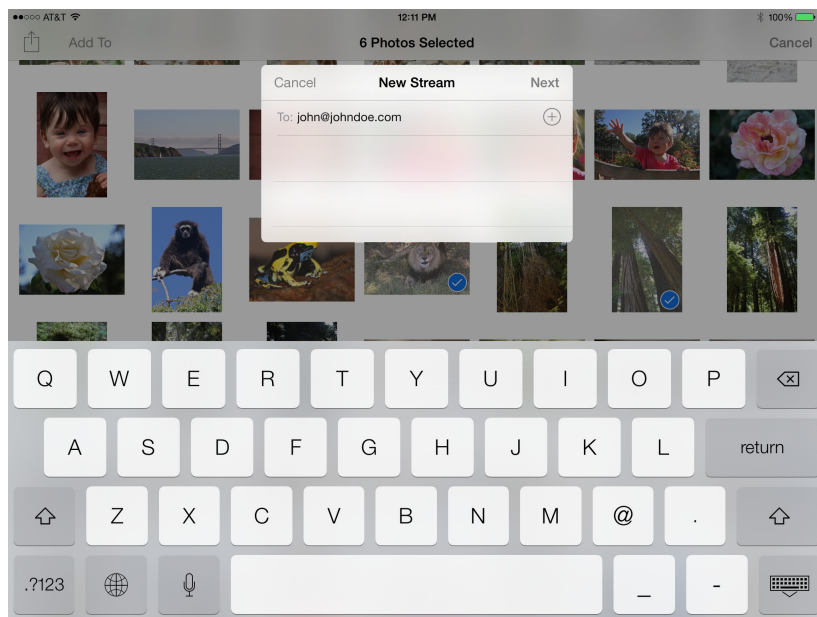 AT&T 12:11 PM 100%
Add To 6 Photos Selected Cancel
Cancel New Stream Next
To: john@johndoe.com
Q W E R T Y U I O P
A S D F G H J K L return
Z X C V B N M @ .
.?123 _ -